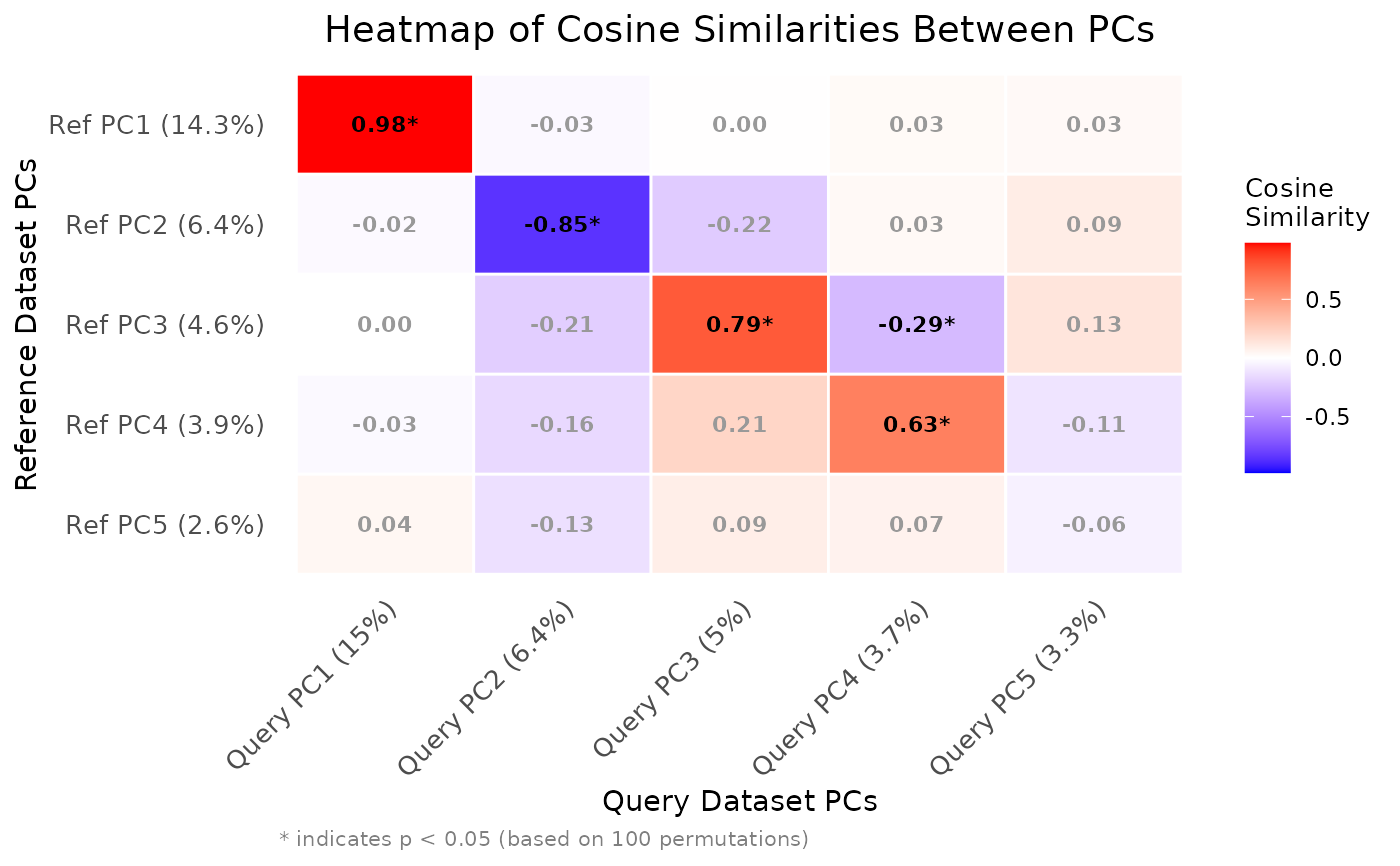 Heatmap of Cosine Similarities Between PCs
Reference Dataset PCs
Ref PC1 (14.3%) 0.98* -0.03 0.00 0.03 0.03
Ref PC2 (6.4%) -0.02 -0.85* -0.22 0.03 0.09
Ref PC3 (4.6%) 0.00 -0.21 0.79* -0.29* 0.13
Ref PC4 (3.9%) -0.03 -0.16 0.21 0.63* -0.11
Ref PC5 (2.6%) 0.04 -0.13 0.09 0.07 -0.06
Query PC1 (15%) Query PC2 (6.4%) Query PC3 (5%) Query PC4 (3.7%) Query PC5 (3.3%)
Query Dataset PCs
* indicates p < 0.05 (based on 100 permutations)
Cosine
Similarity
0.5
0.0
-0.5